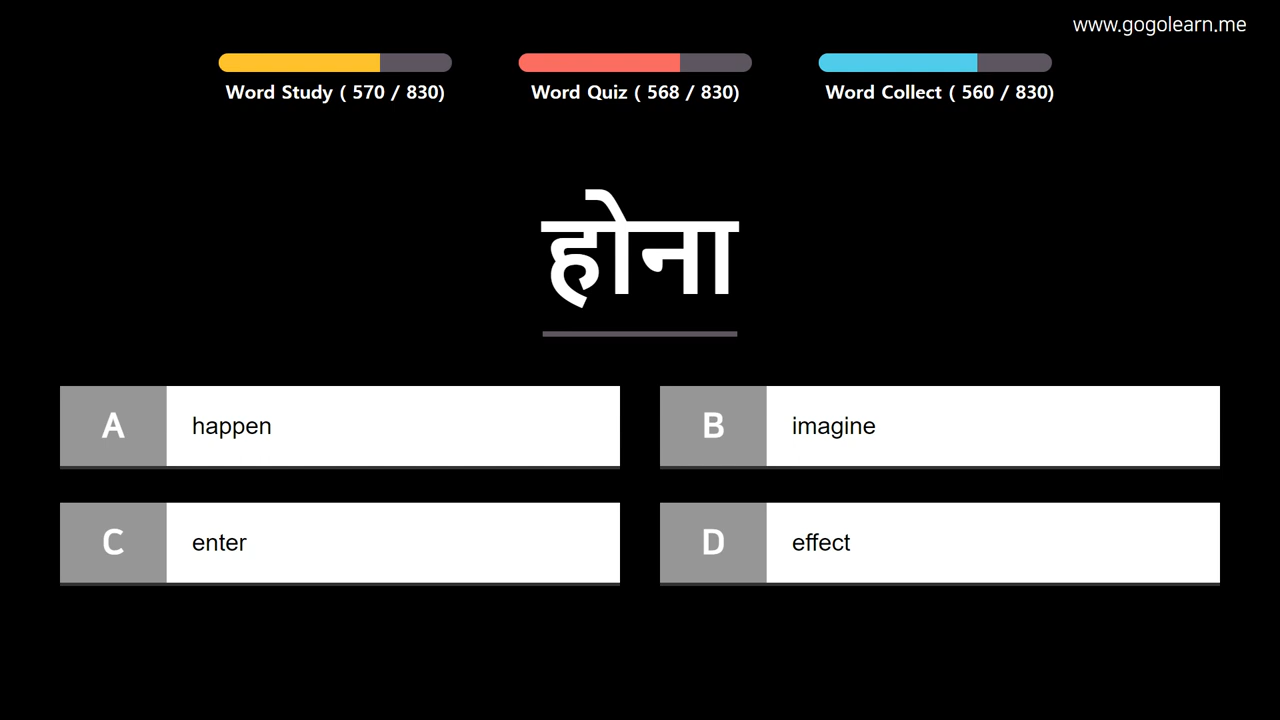 www.gogolearn.me
Word Study ( 570 / 830)
Word Quiz ( 568 / 830)
Word Collect ( 560 / 830)
होना
A happen
B imagine
C enter
D effect